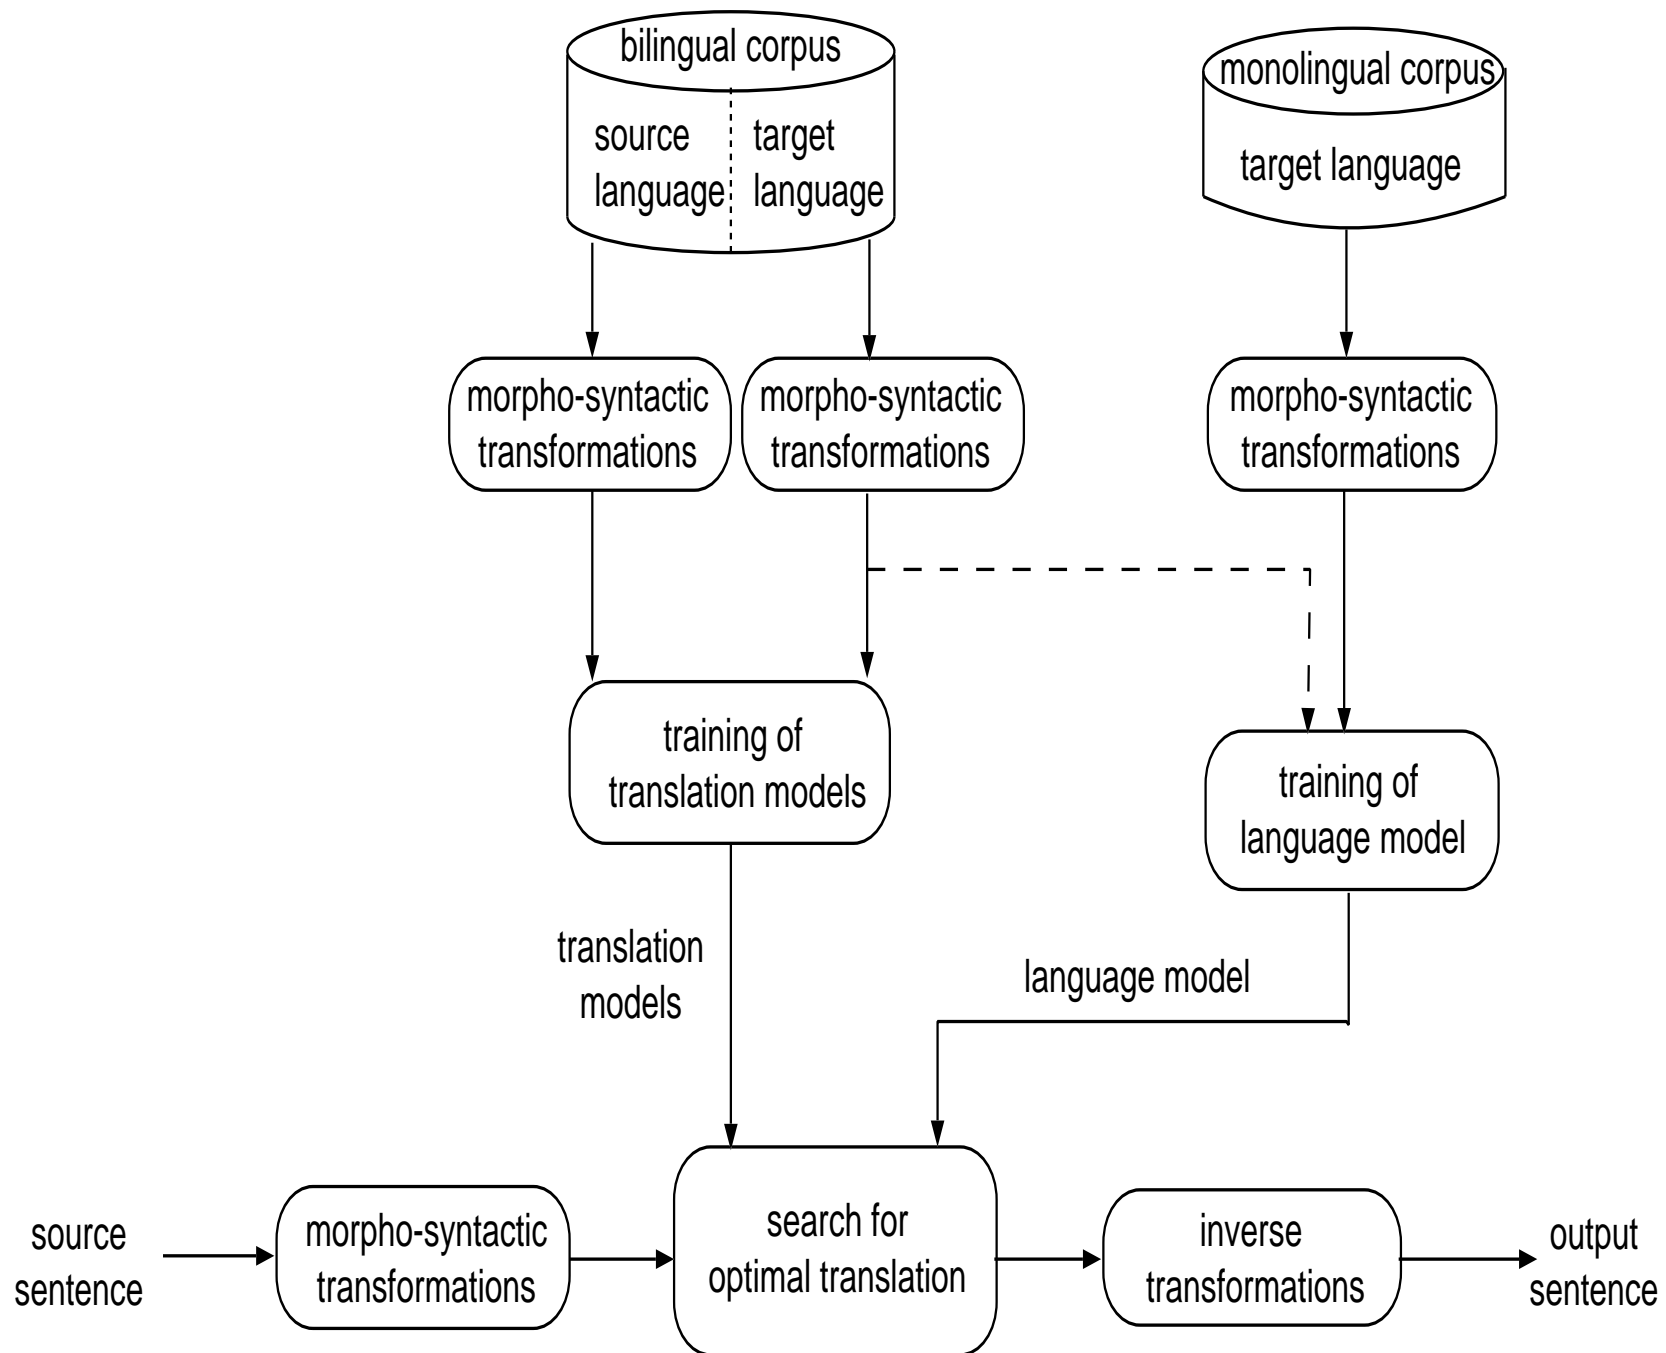 bilingual corpus
monolingual corpus
source
language
target
language
target language
morpho-syntactic
transformations
morpho-syntactic
transformations
morpho-syntactic
transformations
training of
translation models
training of
language model
translation
models
language model
source
sentence
morpho-syntactic
transformations
search for
optimal translation
inverse
transformations
output
sentence